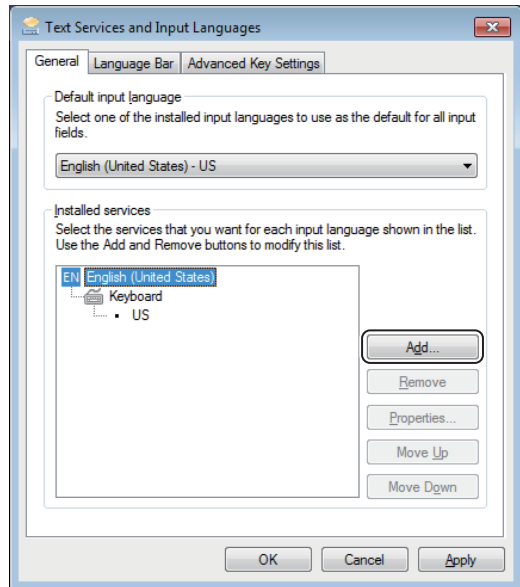 Text Services and Input Languages
General Language Bar Advanced Key Settings
Default input language
Select one of the installed input languages to use as the default for all input
fields.
English (United States) - US
Installed services
Select the services that you want for each input language shown in the list.
Use the Add and Remove buttons to modify this list.
EN English (United States)
Keyboard
• US
Add...
Remove
Properties...
Move Up
Move Down
OK Cancel Apply